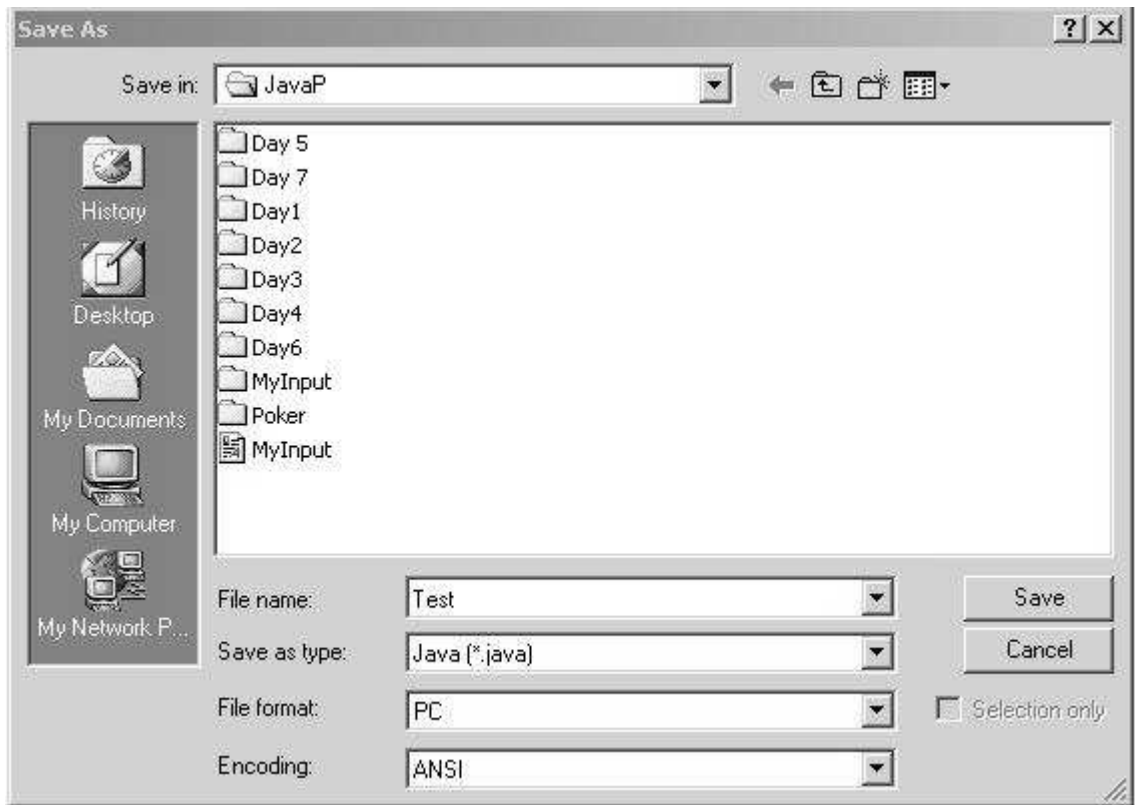 Save As
Save in: JavaP
History
Desktop
My Documents
My Computer
My Network P...
Day 5
Day 7
Day1
Day2
Day3
Day4
Day6
MyInput
Poker
MyInput
File name: Test
Save
Save as type: Java (*.java)
Cancel
File format: PC
Selection only
Encoding: ANSI